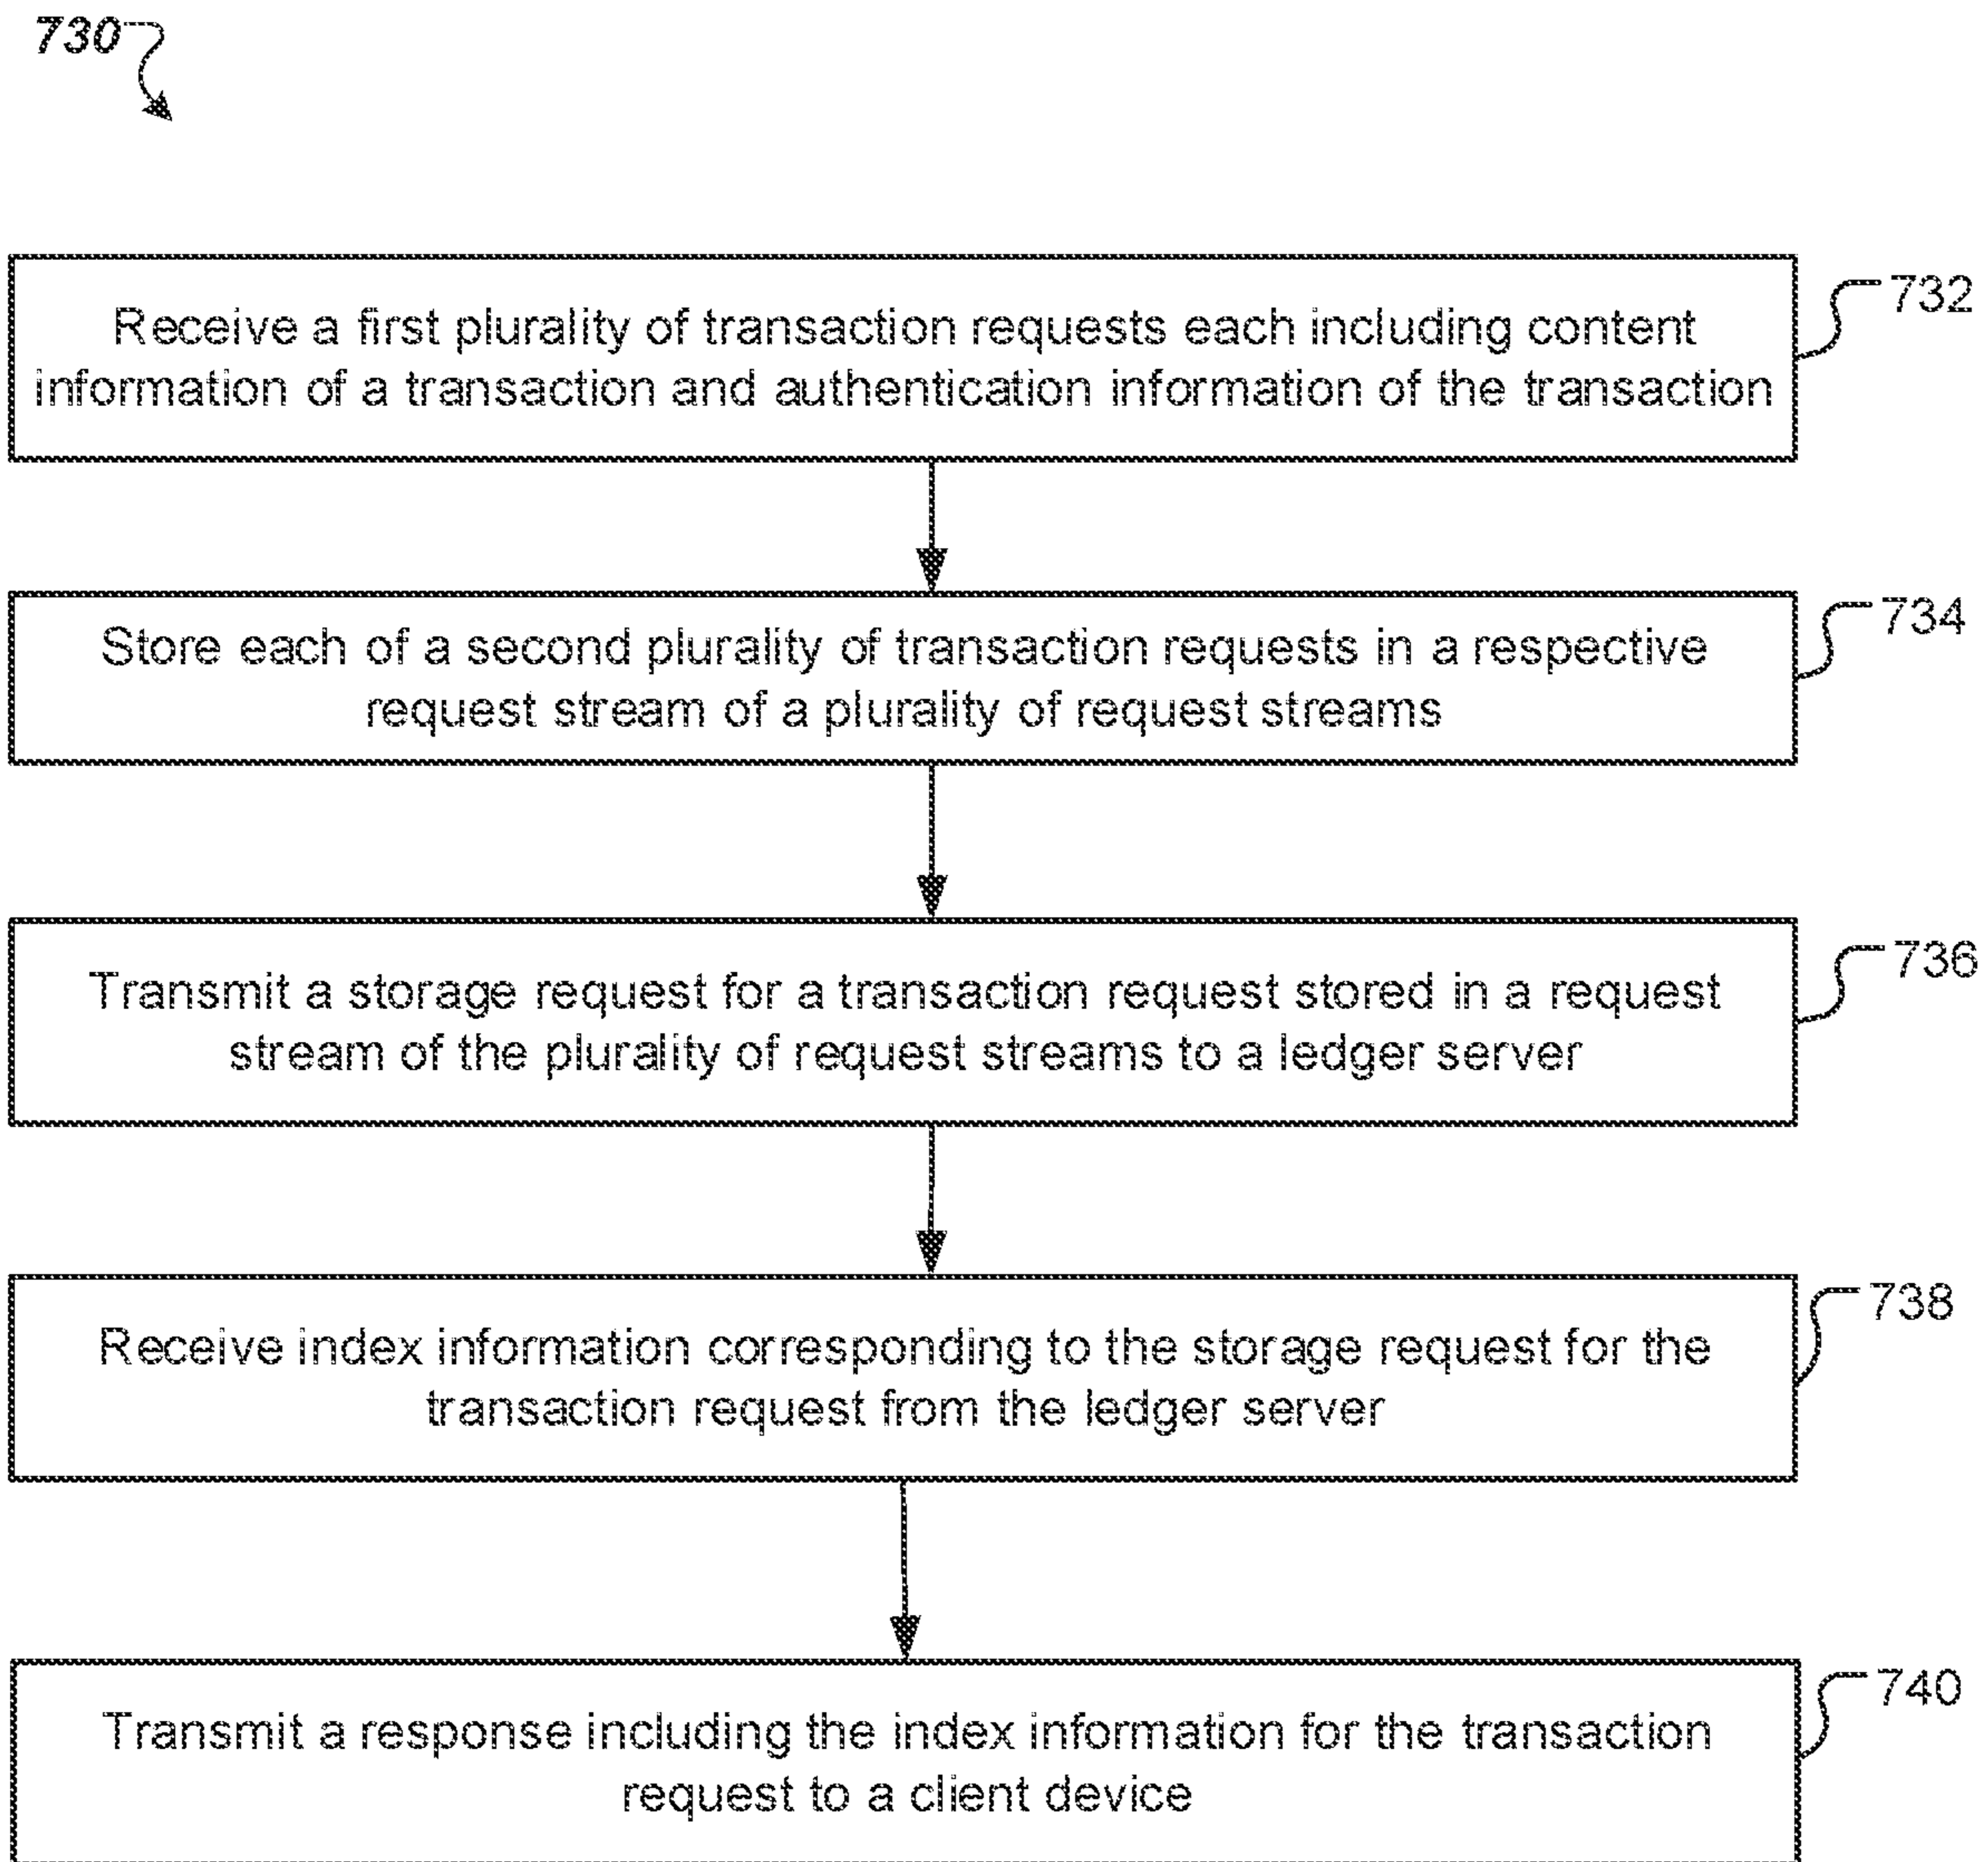 730
Receive a first plurality of transaction requests each including content
information of a transaction and authentication information of the transaction
732
Store each of a second plurality of transaction requests in a respective
request stream of a plurality of request streams
734
Transmit a storage request for a transaction request stored in a request
stream of the plurality of request streams to a ledger server
736
Receive index information corresponding to the storage request for the
transaction request from the ledger server
738
Transmit a response including the index information for the transaction
request to a client device
740